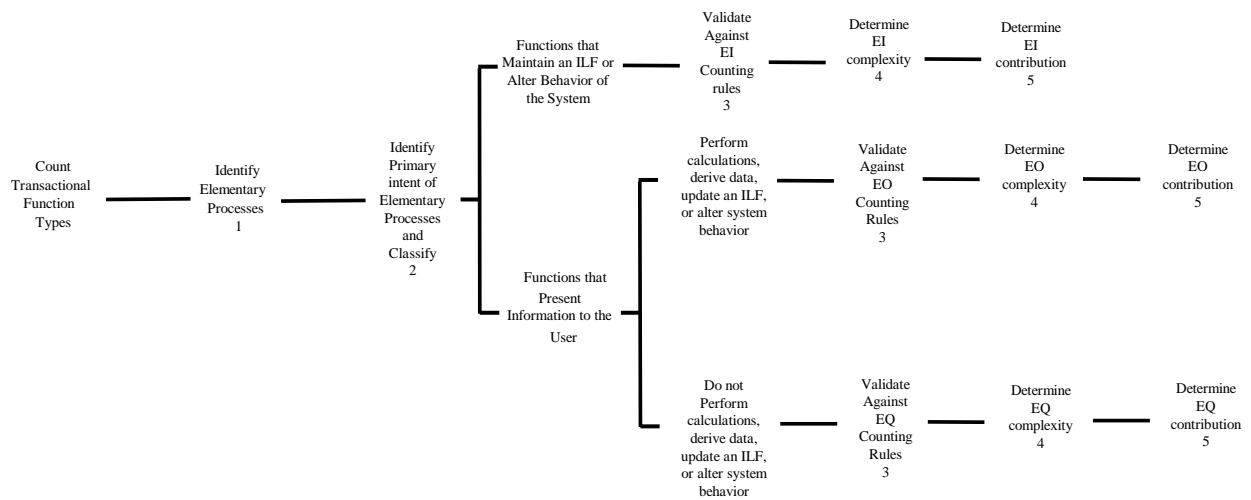 Count
Transactional
Function
Types
Identify
Elementary
Processes
1
Identify
Primary
intent of
Elementary
Processes
and
Classify
2
Functions that
Maintain an ILF or
Alter Behavior of
the System
Validate
Against
EI
Counting
rules
3
Determine
EI
complexity
4
Determine
EI
contribution
5
Functions that
Present
Information to the
User
Perform
calculations,
derive data,
update an ILF,
or alter system
behavior
Validate
Against
EO
Counting
Rules
3
Determine
EO
complexity
4
Determine
EO
contribution
5
Do not
Perform
calculations,
derive data,
update an ILF,
or alter system
behavior
Validate
Against
EQ
Counting
Rules
3
Determine
EQ
complexity
4
Determine
EQ
contribution
5